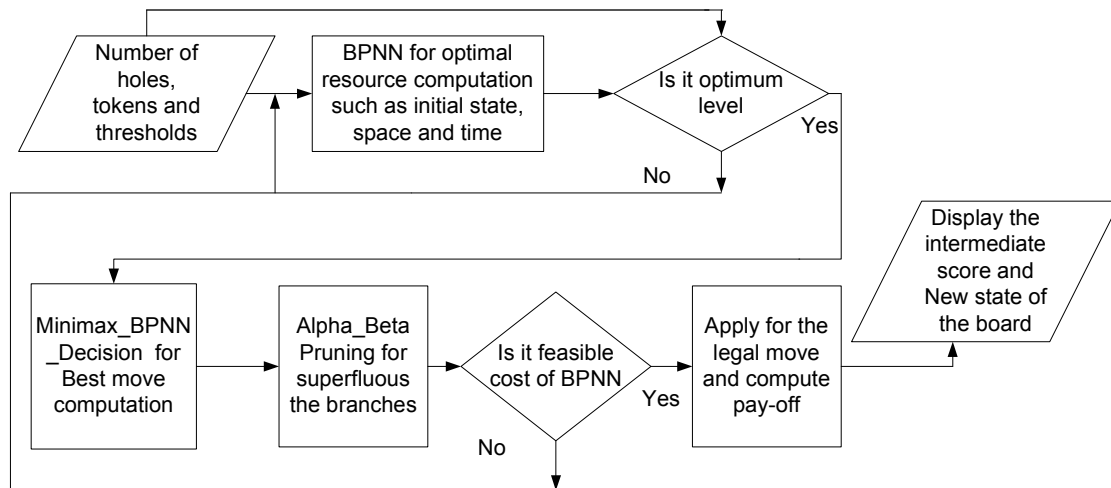 Number of
holes,
tokens and
thresholds
BPNN for optimal
resource computation
such as initial state,
space and time
Is it optimum
level
Yes
No
Minimax_BPNN
_Decision for
Best move
computation
Alpha_Beta
Pruning for
superfluous
the branches
Is it feasible
cost of BPNN
Yes
No
Apply for the
legal move
and compute
pay-off
Display the
intermediate
score and
New state of
the board